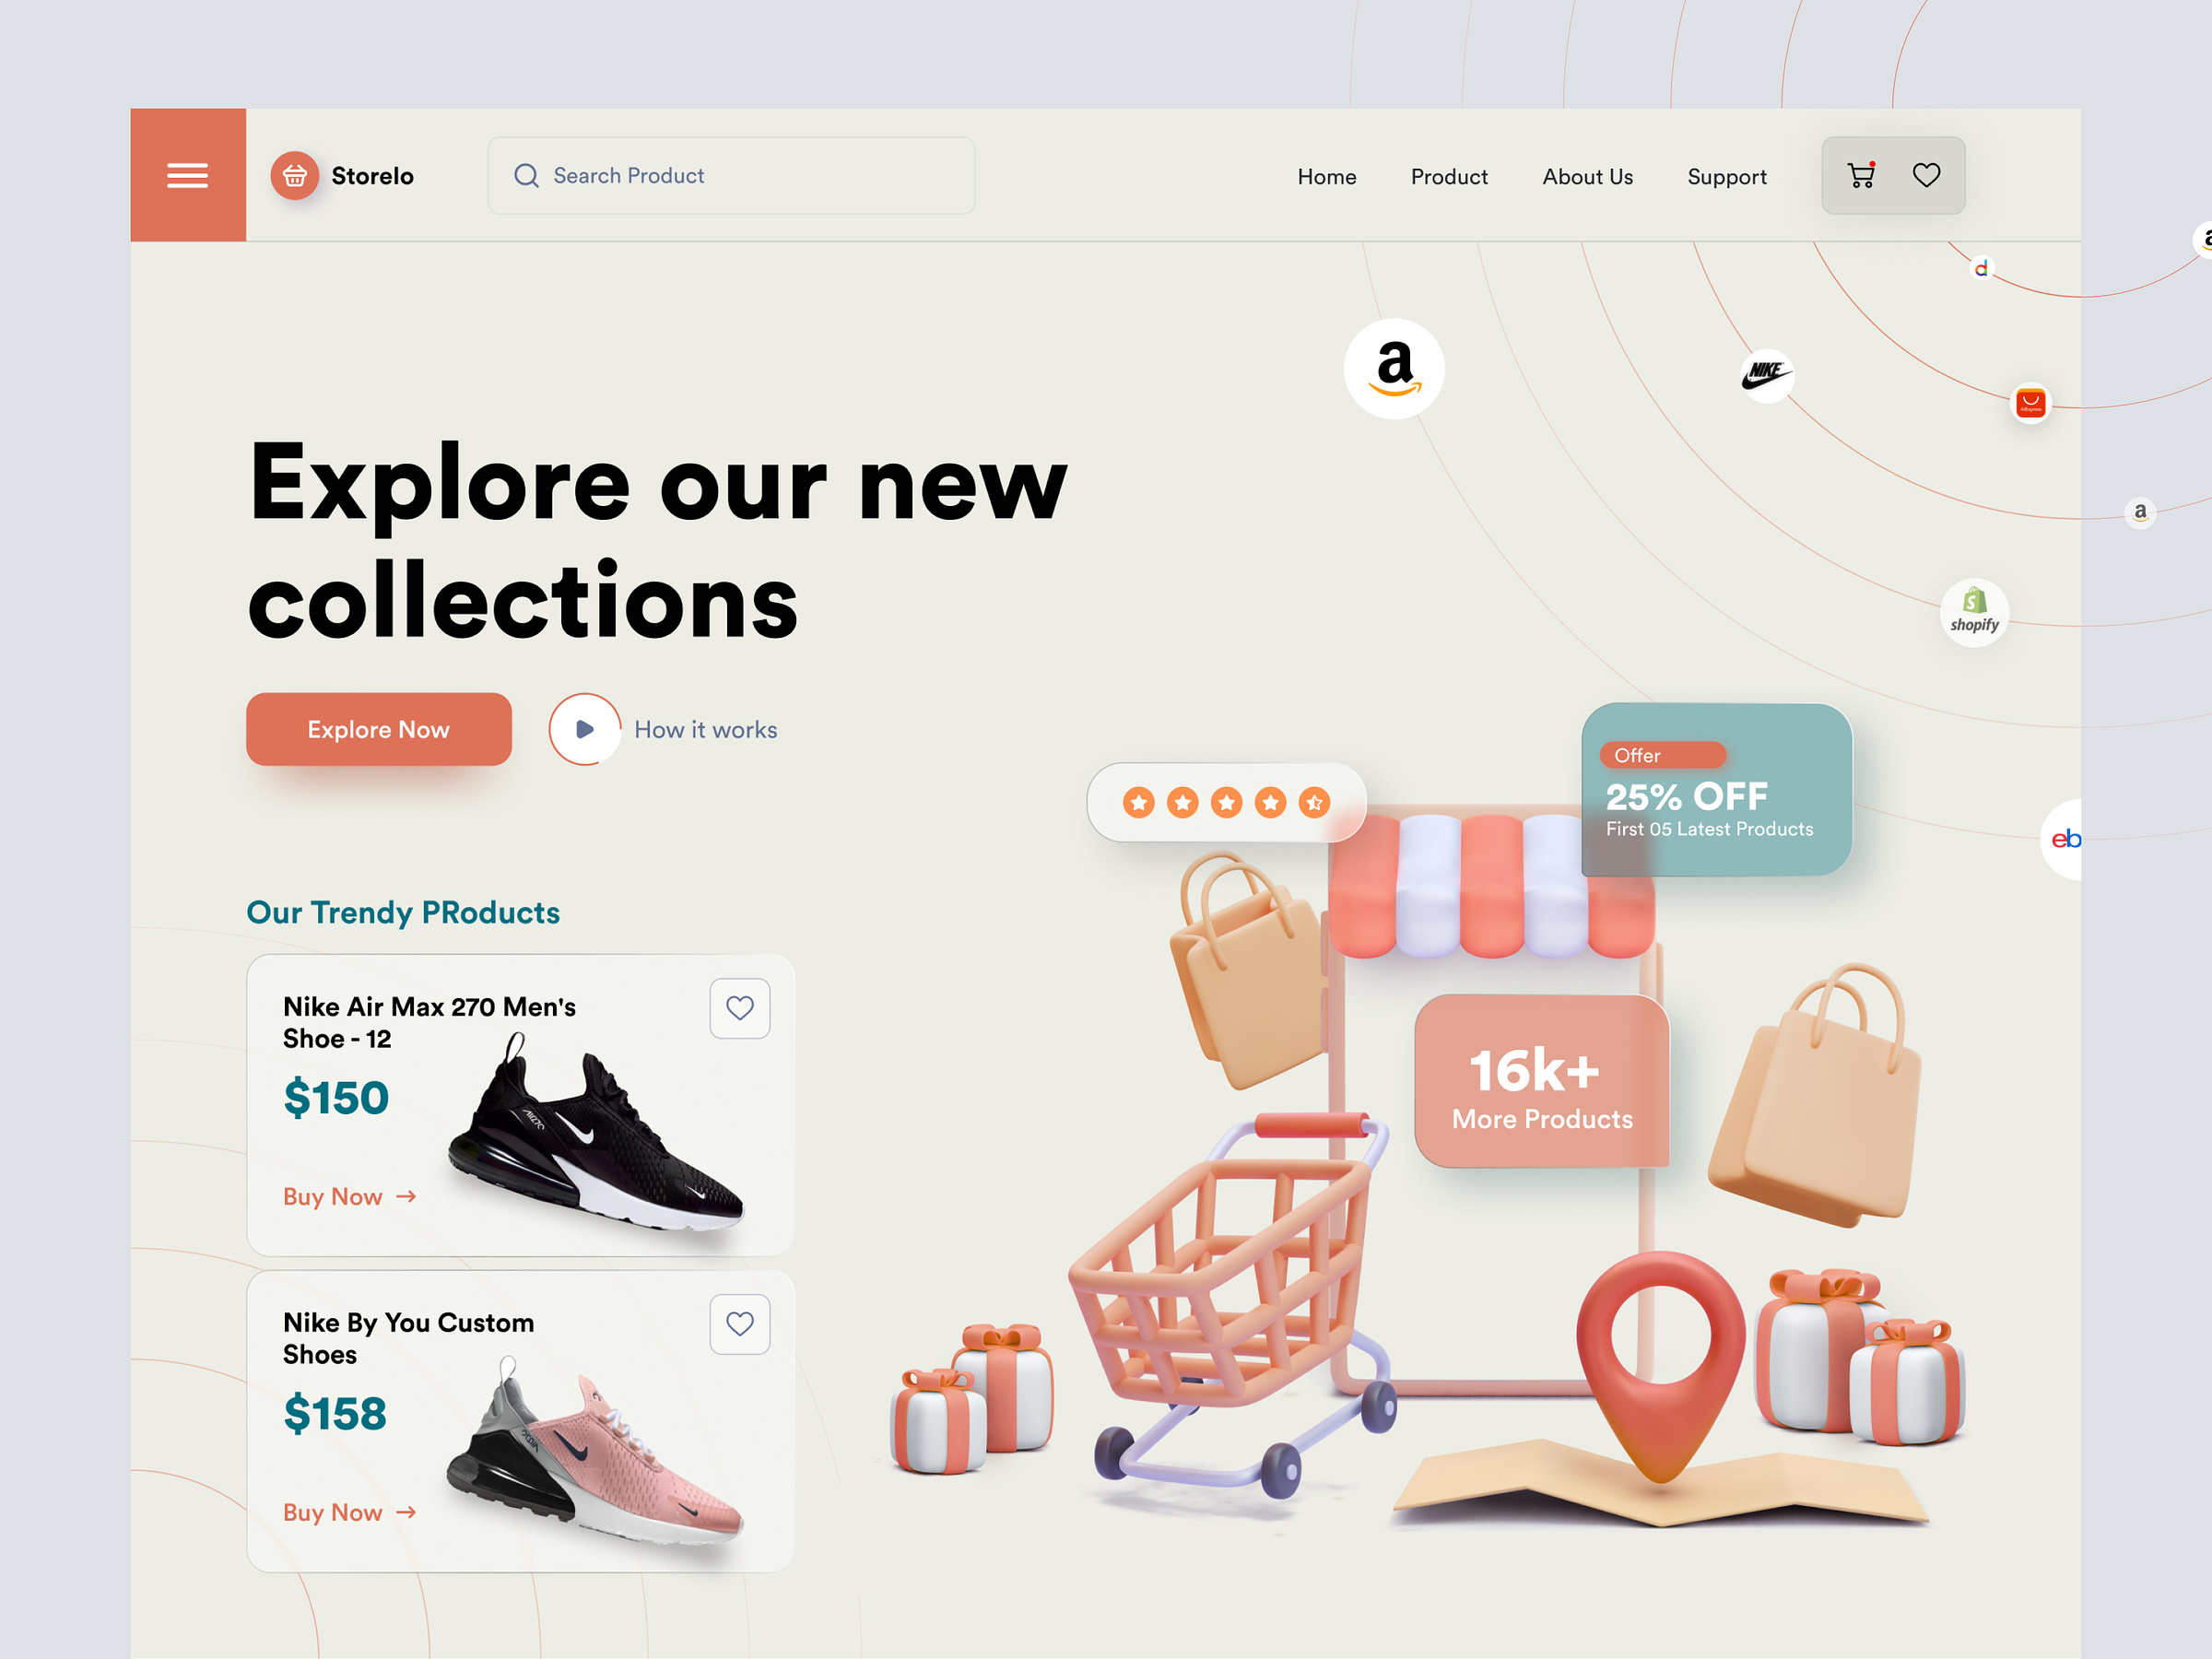 Storelo
Search Product
Home
Product
About Us
Support
d
a
a
NIKE
AliExpress
a
shopify
eb
Explore our new
collections
Explore Now
How it works
Offer
25% OFF
First 05 Latest Products
16k+
More Products
Our Trendy PRoducts
Nike Air Max 270 Men's
Shoe - 12
$150
Buy Now
Nike By You Custom
Shoes
$158
Buy Now